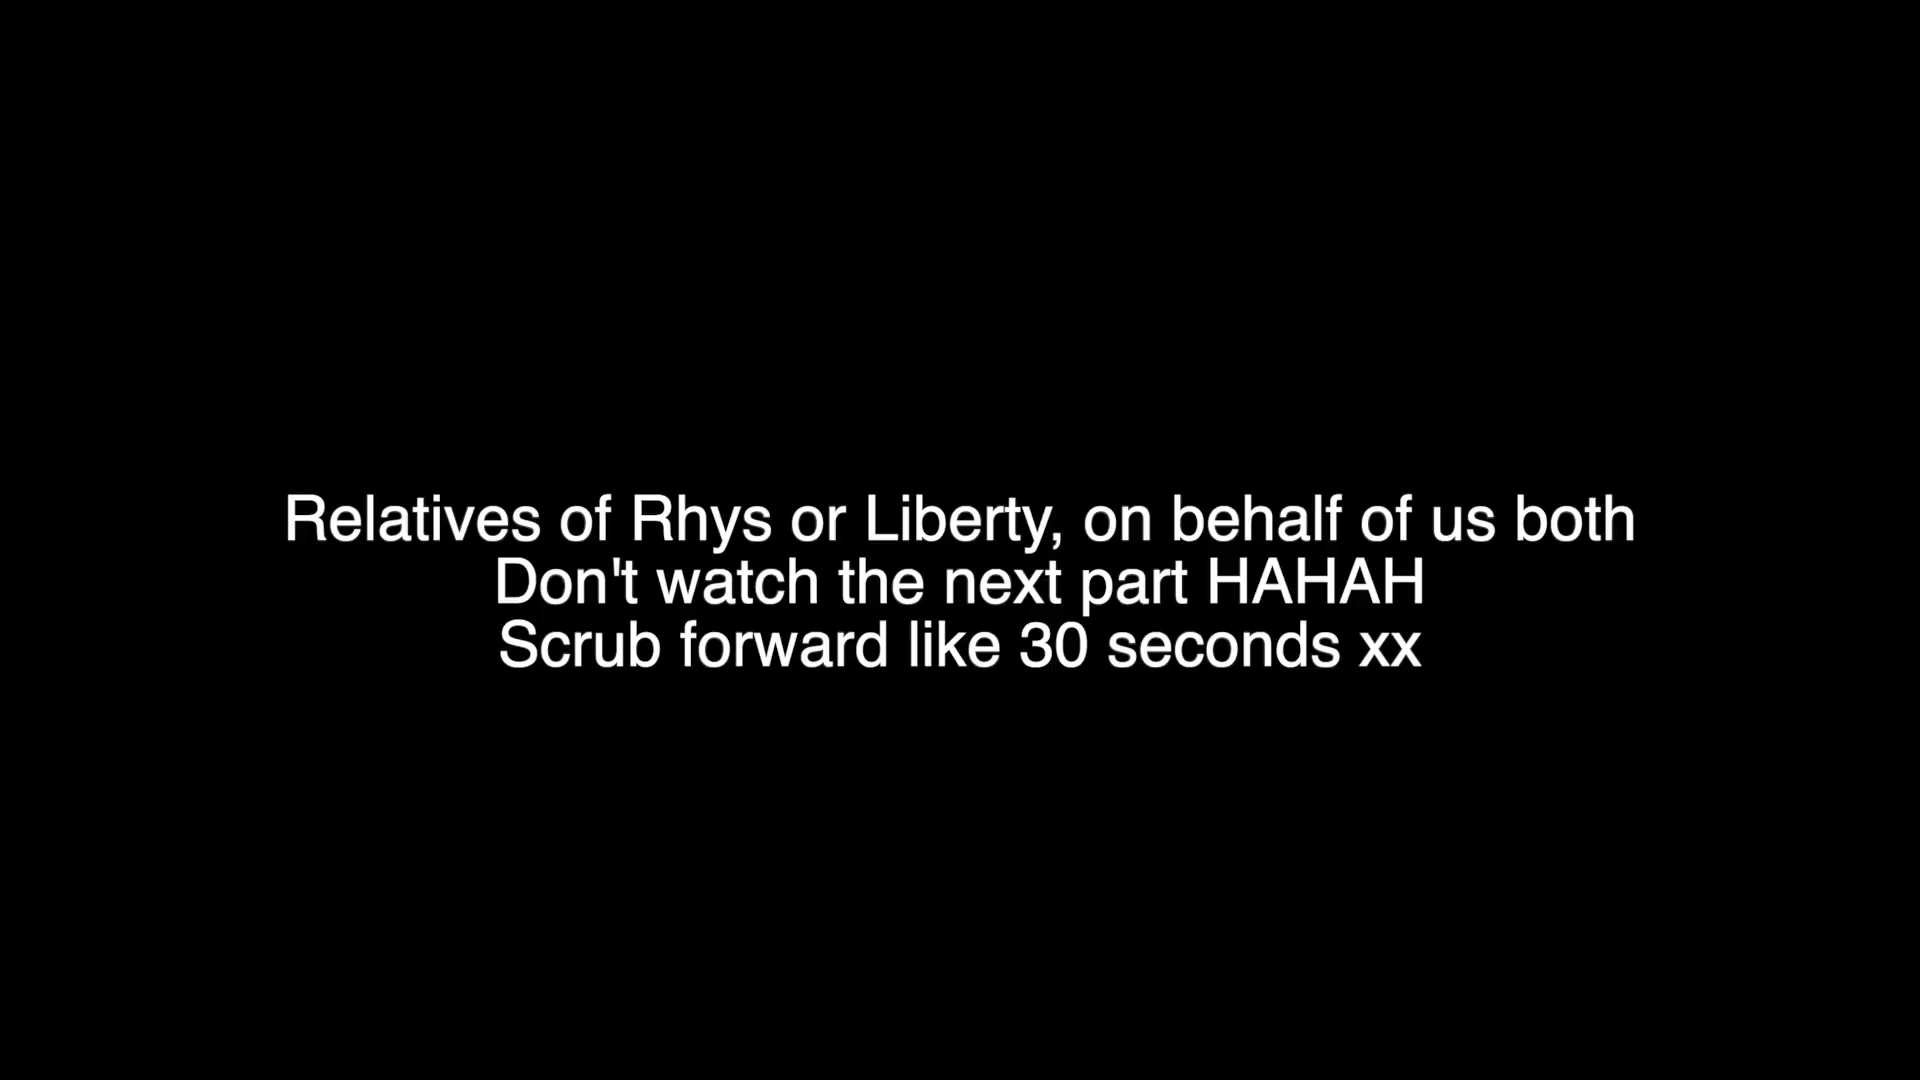 Relatives of Rhys or Liberty, on behalf of us both
Don't watch the next part HAHAH
Scrub forward like 30 seconds xx